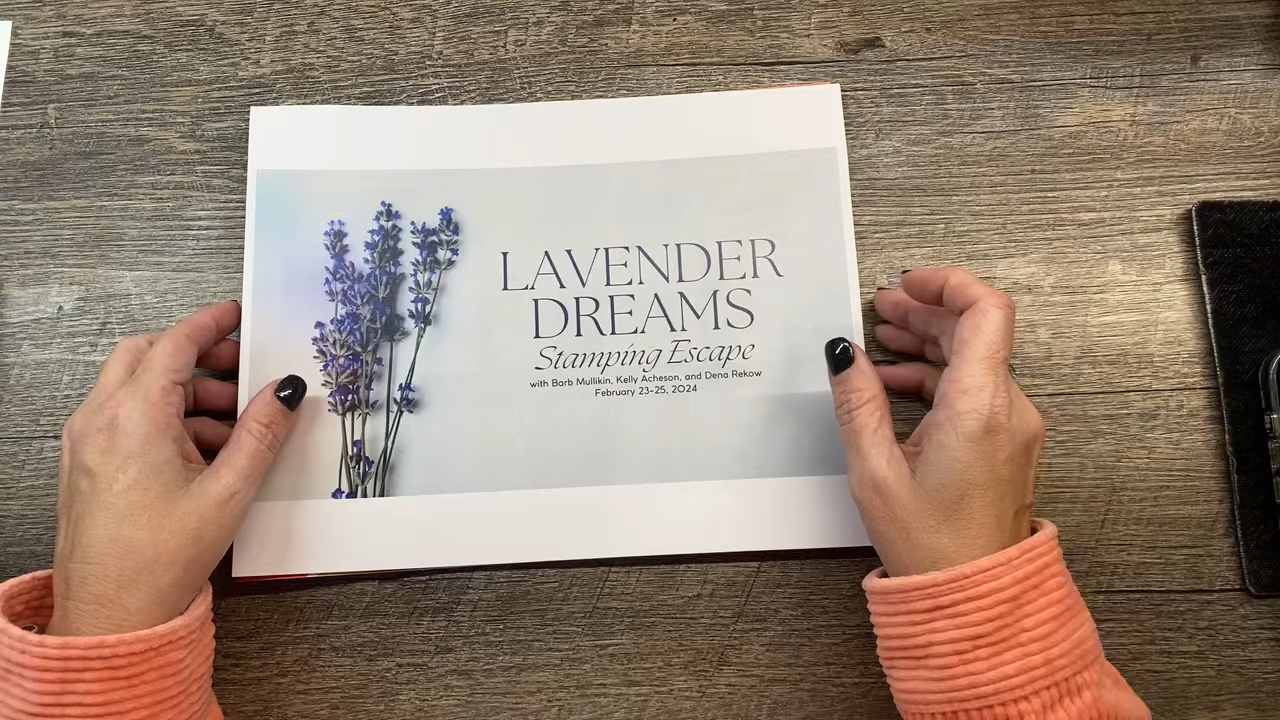 LAVENDER
DREAMS
Stamping Escape
with Barb Mullikin, Kelly Acheson, and Dena Rekow
February 23-25, 2024